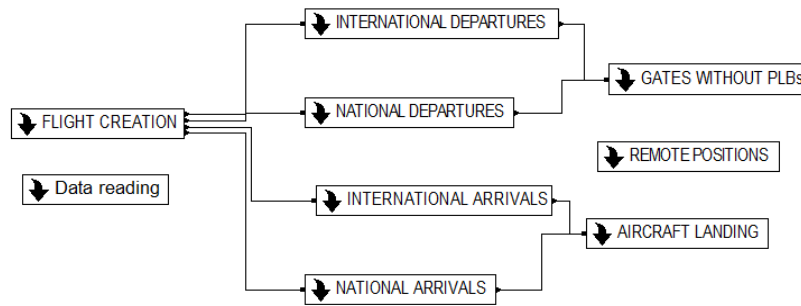 INTERNATIONAL DEPARTURES
GATES WITHOUT PLBs
NATIONAL DEPARTURES
FLIGHT CREATION
REMOTE POSITIONS
Data reading
INTERNATIONAL ARRIVALS
AIRCRAFT LANDING
NATIONAL ARRIVALS